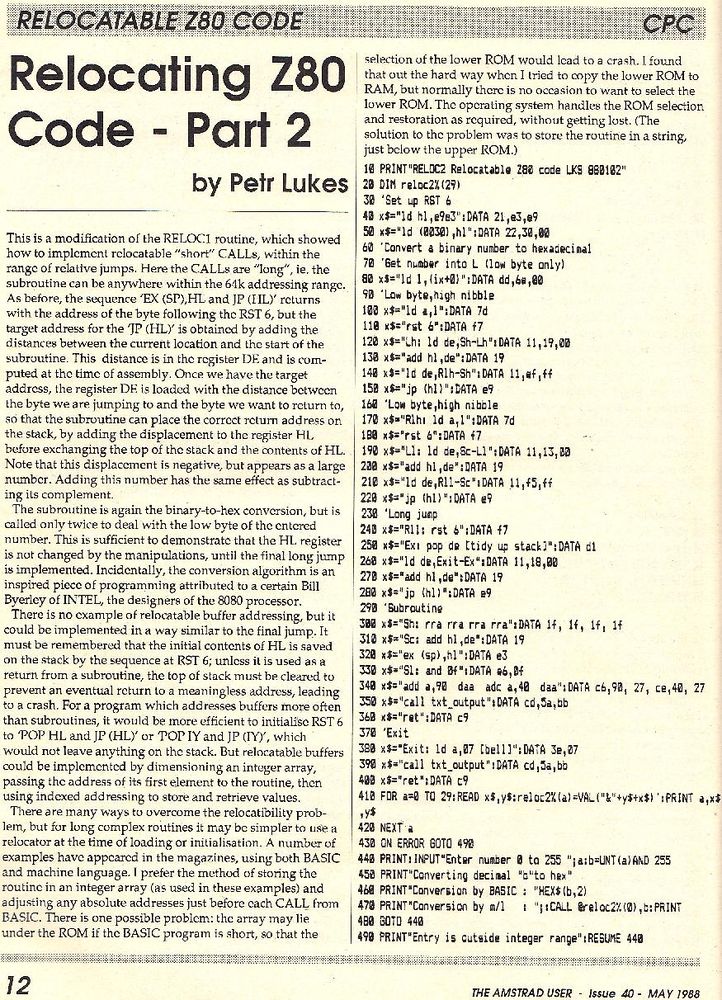 RELOCATABLE Z80 CODE
CPC
Relocating Z80
Code - Part 2
by Petr Lukes
This is a modification of the RELOC1 routine, which showed
how to implement relocatable "short" CALLs, within the
range of relative jumps. Here the CALLs are "long", ie. the
subroutine can be anywhere within the 64k addressing range.
As before, the sequence 'EX (SP),HL and JP (HL)' returns
with the address of the byte following the RST 6, but the
target address for the 'JP (HL)' is obtained by adding the
distances between the current location and the start of the
subroutine. This distance is in the register DE and is com-
puted at the time of assembly. Once we have the target
address, the register DE is loaded with the distance between
the byte we are jumping to and the byte we want to return to,
so that the subroutine can place the correct return address on
the stack, by adding the displacement to the register HL
before exchanging the top of the stack and the contents of HL.
Note that this displacement is negative, but appears as a large
number. Adding this number has the same effect as subtract-
ing its complement.
The subroutine is again the binary-to-hex conversion, but is
called only twice to deal with the low byte of the entered
number. This is sufficient to demonstrate that the HL register
is not changed by the manipulations, until the final long jump
is implemented. Incidentally, the conversion algorithm is an
inspired piece of programming attributed to a certain Bill
Byerley of INTEL, the designers of the 8080 processor.
There is no example of relocatable buffer addressing, but it
could be implemented in a way similar to the final jump. It
must be remembered that the initial contents of HL is saved
on the stack by the sequence at RST 6; unless it is used as a
return from a subroutine, the top of stack must be cleared to
prevent an eventual return to a meaningless address, leading
to a crash. For a program which addresses buffers more often
than subroutines, it would be more efficient to initialise RST 6
to 'POP HL and JP (HL)' or 'POP IY and JP (IY)', which
would not leave anything on the stack. But relocatable buffers
could be implemented by dimensioning an integer array,
passing the address of its first element to the routine, then
using indexed addressing to store and retrieve values.
There are many ways to overcome the relocatibility prob-
lem, but for long complex routines it may be simpler to use a
relocator at the time of loading or initialisation. A number of
examples have appeared in the magazines, using both BASIC
and machine language. I prefer the method of storing the
routine in an integer array (as used in these examples) and
adjusting any absolute addresses just before each CALL from
BASIC. There is one possible problem: the array may lie
under the ROM if the BASIC program is short, so that the
selection of the lower ROM would lead to a crash. I found
that out the hard way when I tried to copy the lower ROM to
RAM, but normally there is no occasion to want to select the
lower ROM. The operating system handles the ROM selection
and restoration as required, without getting lost. (The
solution to the problem was to store the routine in a string,
just below the upper ROM.)
10 PRINT"RELOC2 Relocatable Z80 code LKS 880102"
20 DIM reloc2%(29)
30 'Set up RST 6
40 x$="ld hl,e9e3":DATA 21,e3,e9
50 x$="ld (0030),hl":DATA 22,30,00
60 'Convert a binary number to hexadecimal
70 'Get number into L (low byte only)
80 x$="ld l,(ix+0)":DATA dd,6e,00
90 'Low byte,high nibble
100 x$="ld a,l":DATA 7d
110 x$="rst 6":DATA f7
120 x$="Lh: ld de,Sh-Lh":DATA 11,19,00
130 x$="add hl,de":DATA 19
140 x$="ld de,Rlh-Sh":DATA 11,ef,ff
150 x$="jp (hl)":DATA e9
160 'Low byte,high nibble
170 x$="Rlh: ld a,l":DATA 7d
180 x$="rst 6":DATA f7
190 x$="Ll: ld de,Sc-Ll":DATA 11,13,00
200 x$="add hl,de":DATA 19
210 x$="ld de,Rll-Sc":DATA 11,f5,ff
220 x$="jp (hl)":DATA e9
230 'Long jump
240 x$="Rll: rst 6":DATA f7
250 x$="Ex: pop de [tidy up stack]":DATA d1
260 x$="ld de,Exit-Ex":DATA 11,18,00
270 x$="add hl,de":DATA 19
280 x$="jp (hl)":DATA e9
290 'Subroutine
300 x$="Sh: rra rra rra rra":DATA 1f, 1f, 1f, 1f
310 x$="Sc: add hl,de":DATA 19
320 x$="ex (sp),hl":DATA e3
330 x$="Sl: and 0f":DATA e6,0f
340 x$="add a,90  daa  adc a,40  daa":DATA c6,90, 27, ce,40, 27
350 x$="call txt_output":DATA cd,5a,bb
360 x$="ret":DATA c9
370 'Exit
380 x$="Exit: ld a,07 [bell]":DATA 3e,07
390 x$="call txt_output":DATA cd,5a,bb
400 x$="ret":DATA c9
410 FOR a=0 TO 29:READ x$,y$:reloc2%(a)=VAL("&"+y$+x$)':PRINT a,x$
,y$
420 NEXT a
430 ON ERROR GOTO 490
440 PRINT:INPUT"Enter number 0 to 255 ";a:b=UNT(a)AND 255
450 PRINT"Converting decimal "b"to hex"
460 PRINT"Conversion by BASIC : "HEX$(b,2)
470 PRINT"Conversion by m/l   : ";:CALL @reloc2%(0),b:PRINT
480 GOTO 440
490 PRINT"Entry is outside integer range":RESUME 440
12
THE AMSTRAD USER - Issue 40 - MAY 1988